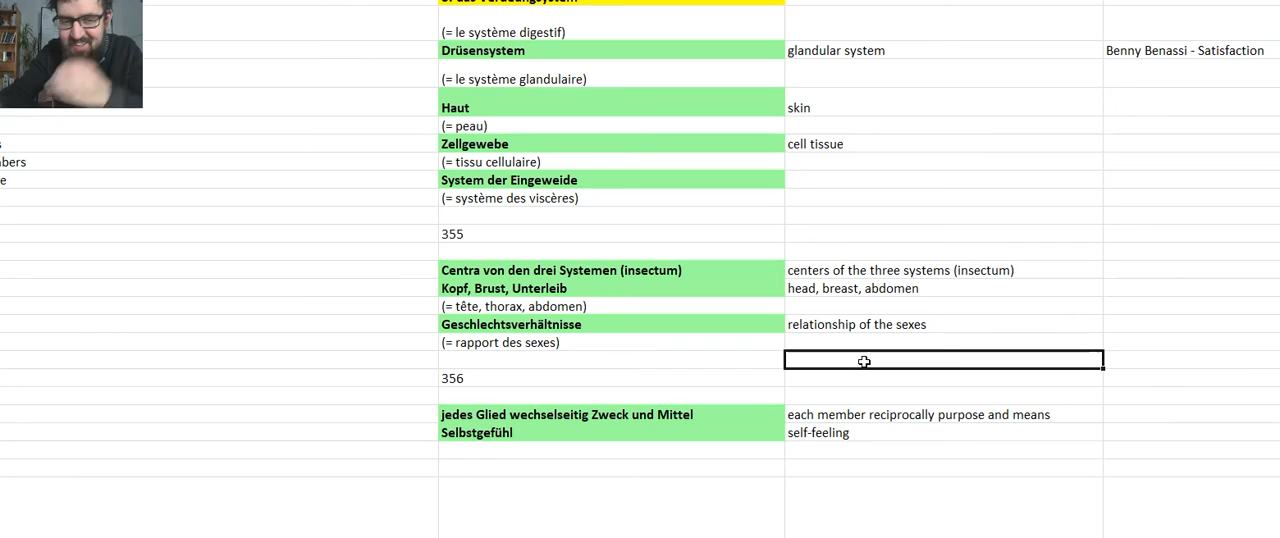 (= le système digestif)
Drüsensystem glandular system Benny Benassi - Satisfaction
(= le système glandulaire)
Haut skin
(= peau)
Zellgewebe cell tissue
(= tissu cellulaire)
System der Eingeweide
(= système des viscères)
355
Centra von den drei Systemen (insectum) centers of the three systems (insectum)
Kopf, Brust, Unterleib head, breast, abdomen
(= tête, thorax, abdomen)
Geschlechtsverhältnisse relationship of the sexes
(= rapport des sexes)
356
jedes Glied wechselseitig Zweck und Mittel each member reciprocally purpose and means
Selbstgefühl self-feeling